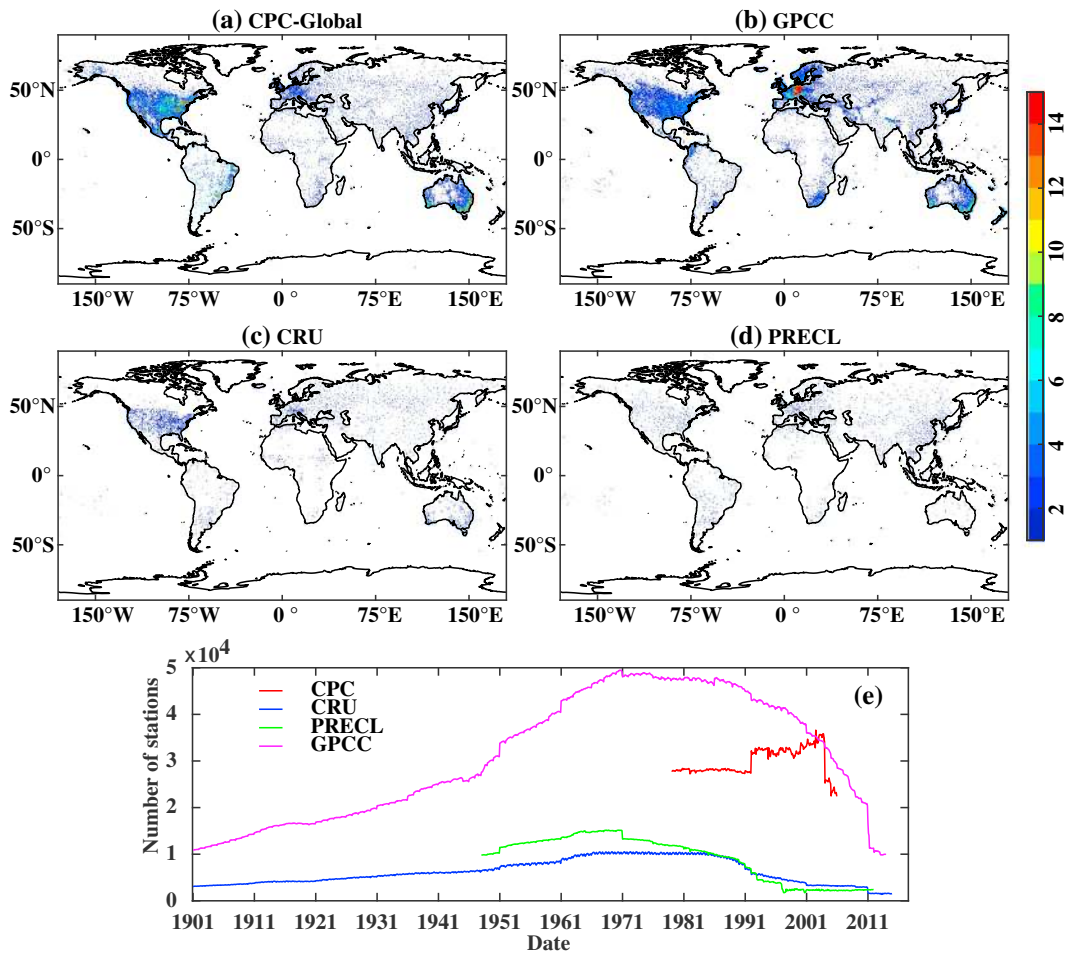 (a) CPC-Global
(b) GPCC
50°N
0°
50°S
150°W 75°W 0° 75°E 150°E
50°N
0°
50°S
150°W 75°W 0° 75°E 150°E
14
12
10
8
6
4
2
(c) CRU
(d) PRECL
50°N
0°
50°S
150°W 75°W 0° 75°E 150°E
50°N
0°
50°S
150°W 75°W 0° 75°E 150°E
×10⁴
5
4
3
2
1
0
Number of stations
CPC
CRU
PRECL
GPCC
(e)
1901 1911 1921 1931 1941 1951 1961 1971 1981 1991 2001 2011
Date